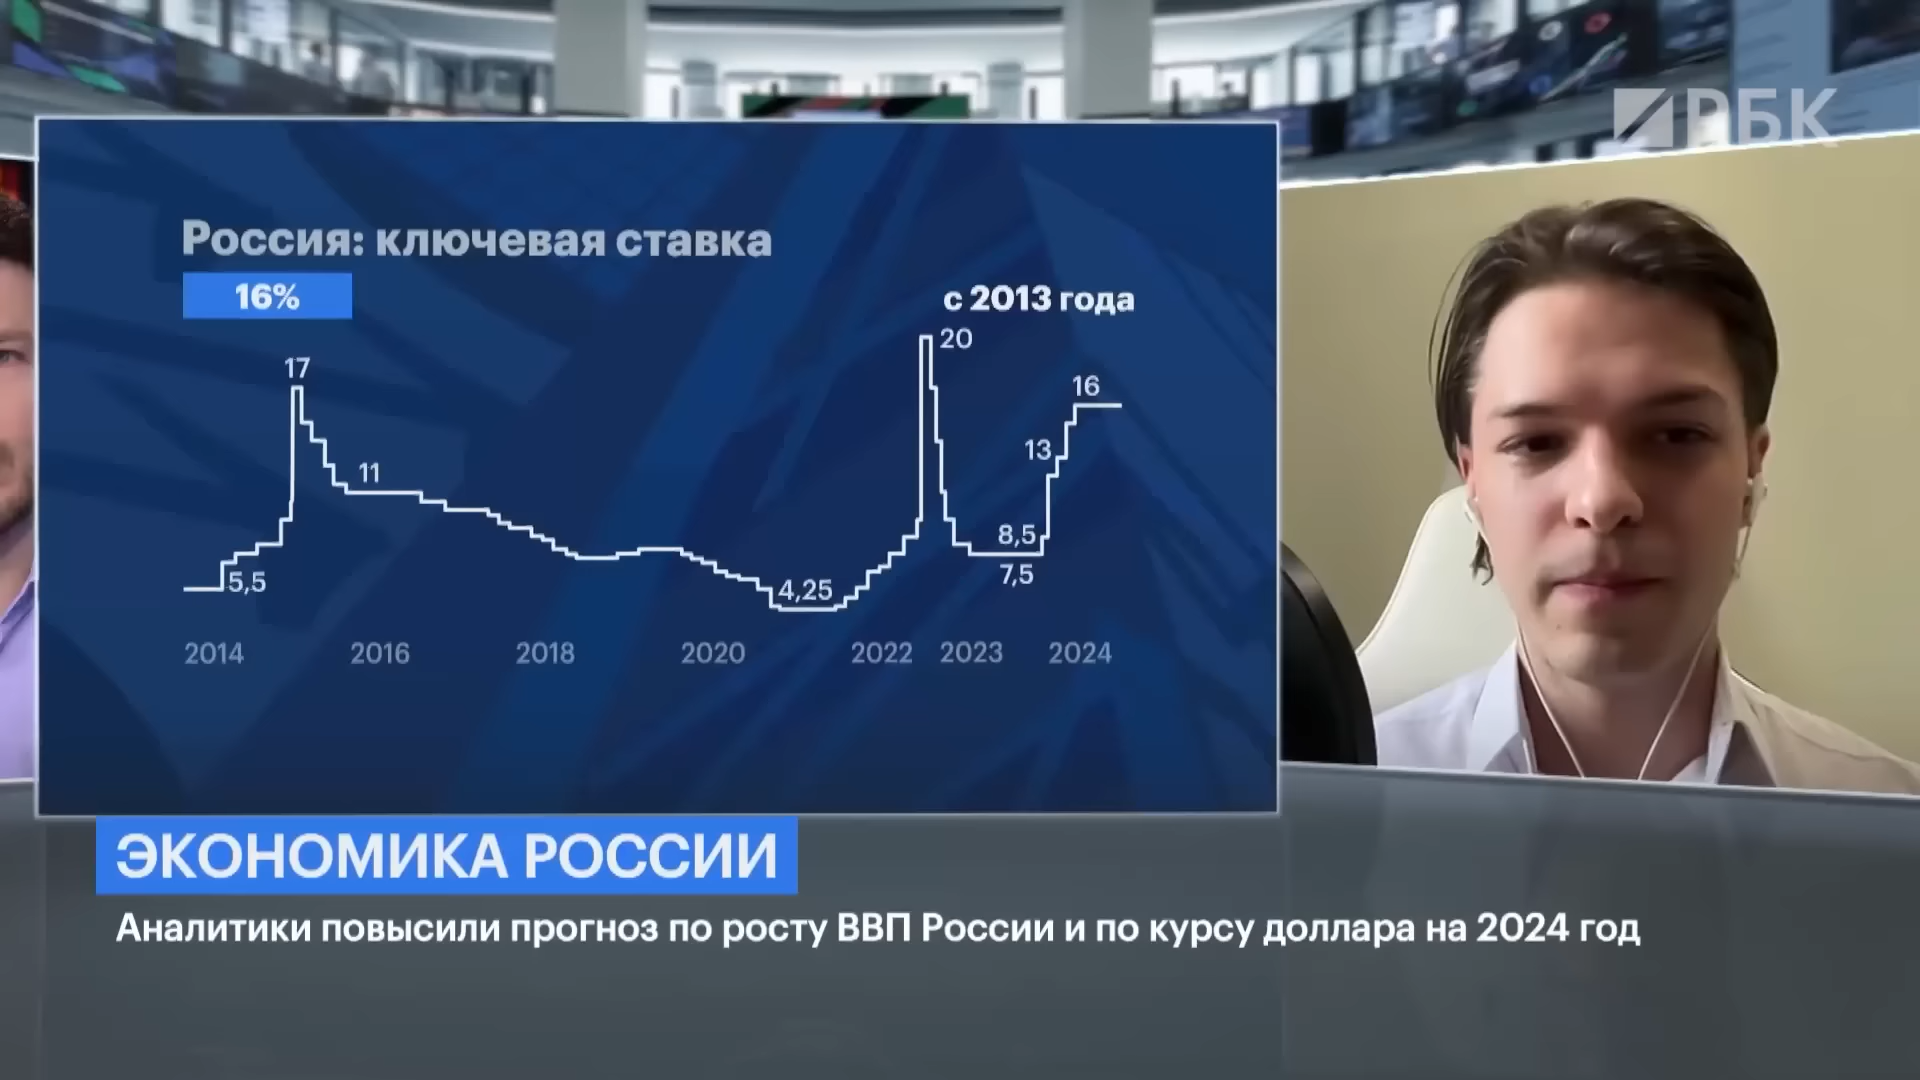 РБК
Россия: ключевая ставка
16%
с 2013 года
20
17
16
13
11
8,5
7,5
5,5
4,25
2014 2016 2018 2020 2022 2023 2024
ЭКОНОМИКА РОССИИ
Аналитики повысили прогноз по росту ВВП России и по курсу доллара на 2024 год